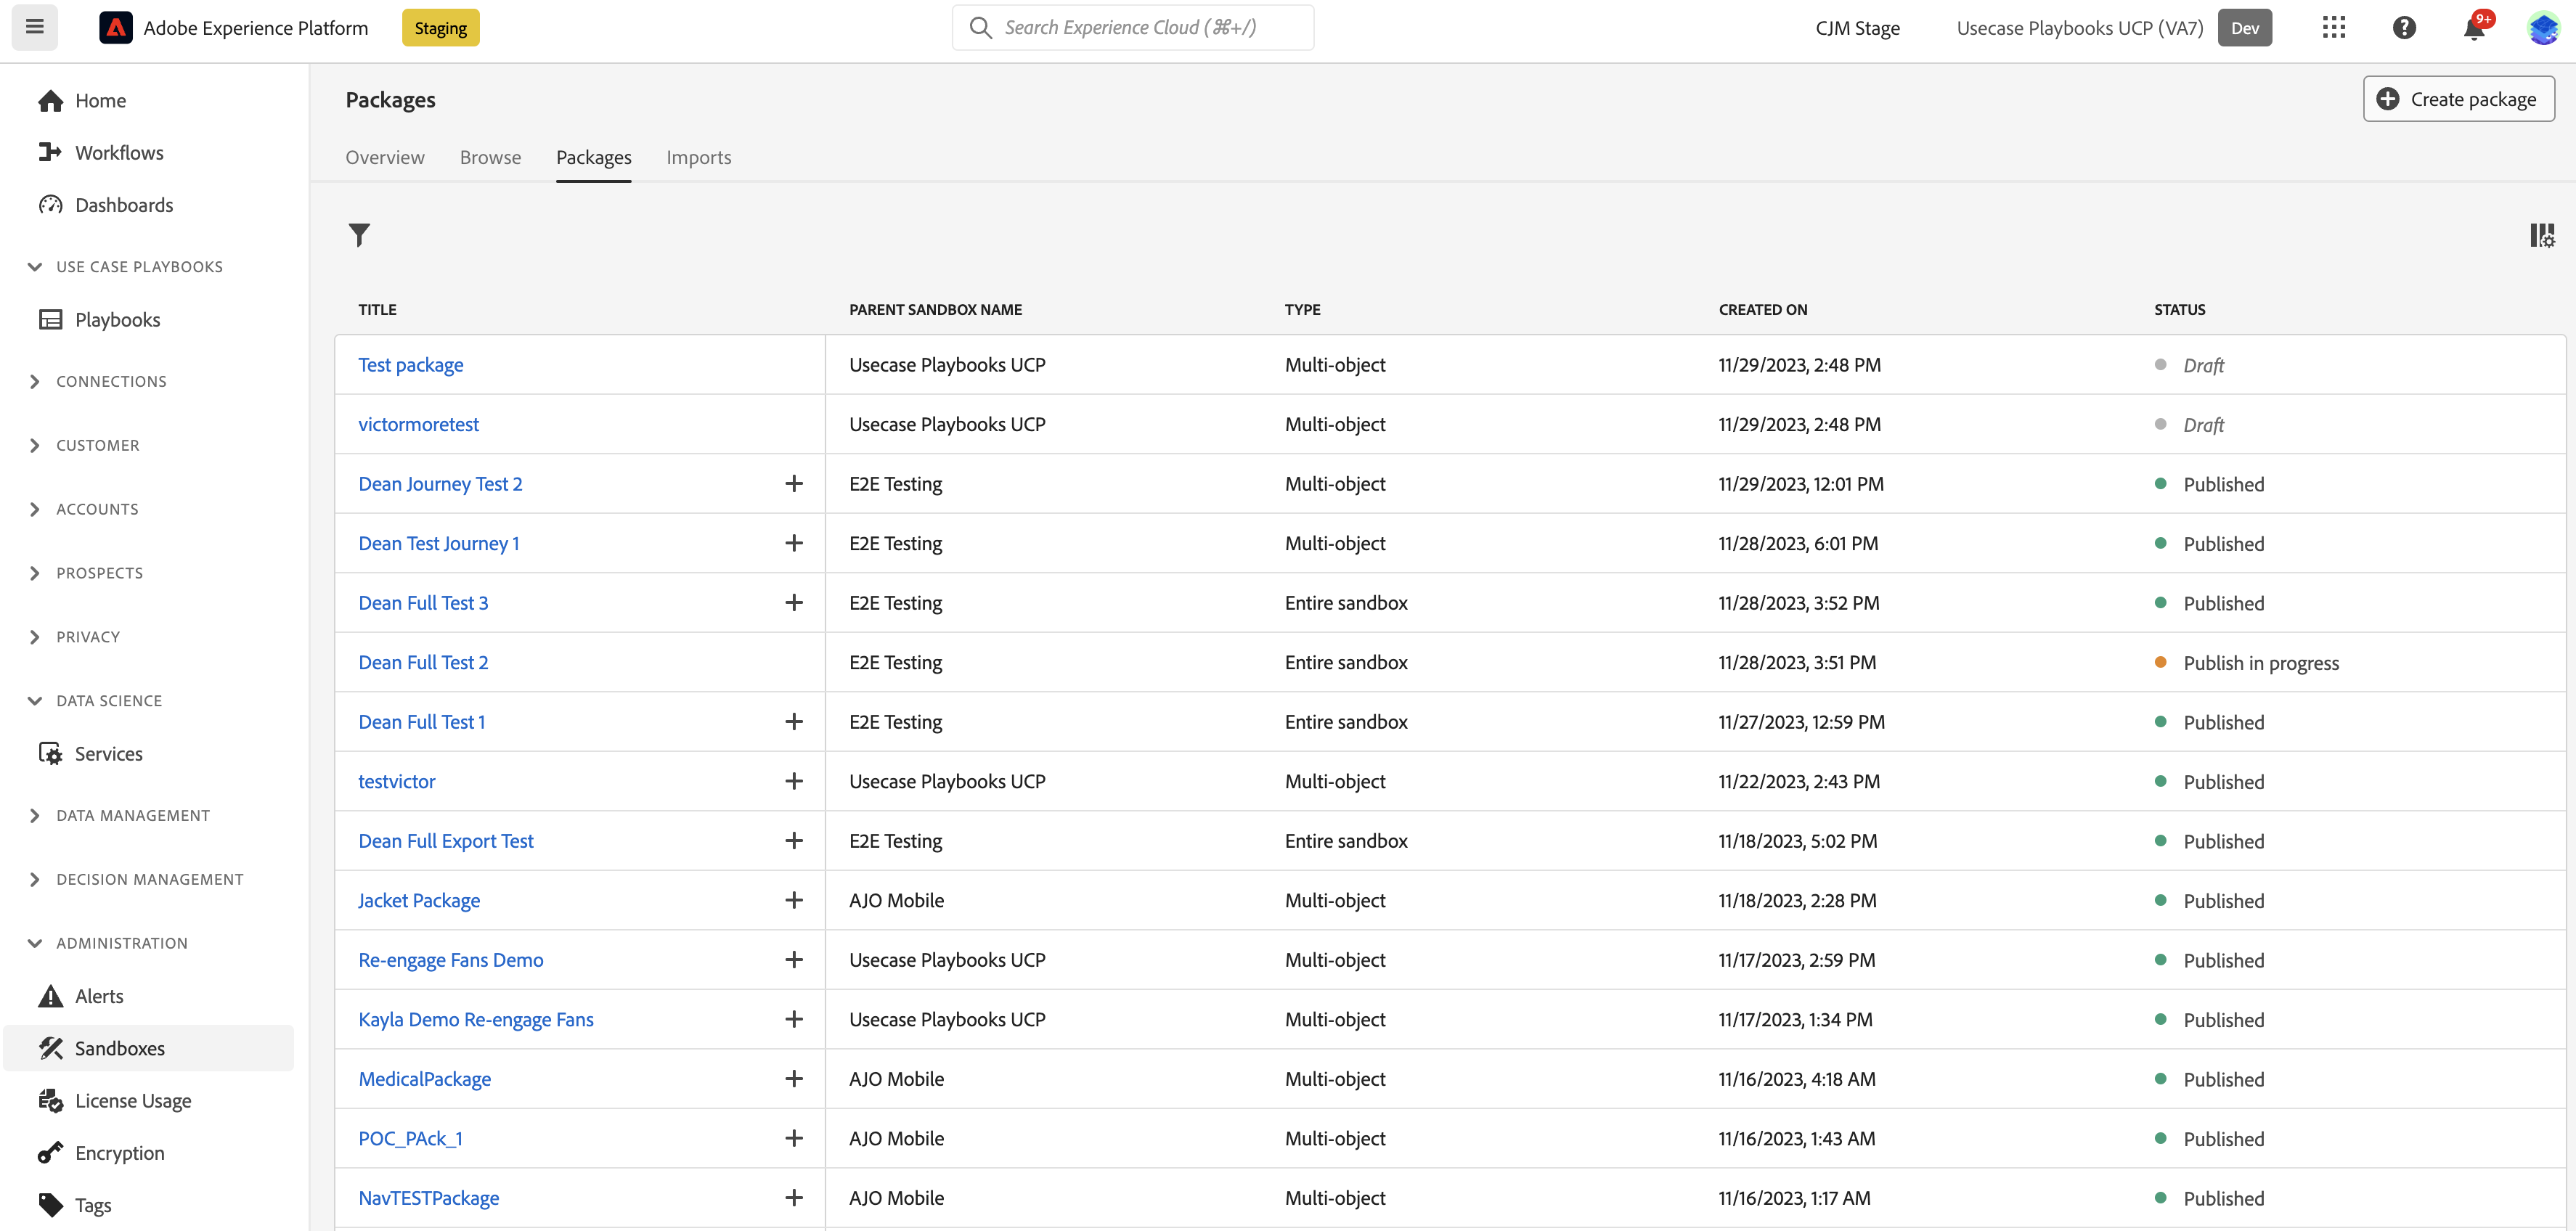 Adobe Experience Platform
Staging
Search Experience Cloud (⌘+/)
CJM Stage
Usecase Playbooks UCP (VA7)
Dev
9+
Home
Workflows
Dashboards
USE CASE PLAYBOOKS
Playbooks
CONNECTIONS
CUSTOMER
ACCOUNTS
PROSPECTS
PRIVACY
DATA SCIENCE
Services
DATA MANAGEMENT
DECISION MANAGEMENT
ADMINISTRATION
Alerts
Sandboxes
License Usage
Encryption
Tags
Packages
Create package
Overview Browse Packages Imports
TITLE PARENT SANDBOX NAME TYPE CREATED ON STATUS
Test package Usecase Playbooks UCP Multi-object 11/29/2023, 2:48 PM Draft
victormoretest Usecase Playbooks UCP Multi-object 11/29/2023, 2:48 PM Draft
Dean Journey Test 2 E2E Testing Multi-object 11/29/2023, 12:01 PM Published
Dean Test Journey 1 E2E Testing Multi-object 11/28/2023, 6:01 PM Published
Dean Full Test 3 E2E Testing Entire sandbox 11/28/2023, 3:52 PM Published
Dean Full Test 2 E2E Testing Entire sandbox 11/28/2023, 3:51 PM Publish in progress
Dean Full Test 1 E2E Testing Entire sandbox 11/27/2023, 12:59 PM Published
testvictor Usecase Playbooks UCP Multi-object 11/22/2023, 2:43 PM Published
Dean Full Export Test E2E Testing Entire sandbox 11/18/2023, 5:02 PM Published
Jacket Package AJO Mobile Multi-object 11/18/2023, 2:28 PM Published
Re-engage Fans Demo Usecase Playbooks UCP Multi-object 11/17/2023, 2:59 PM Published
Kayla Demo Re-engage Fans Usecase Playbooks UCP Multi-object 11/17/2023, 1:34 PM Published
MedicalPackage AJO Mobile Multi-object 11/16/2023, 4:18 AM Published
POC_PAck_1 AJO Mobile Multi-object 11/16/2023, 1:43 AM Published
NavTESTPackage AJO Mobile Multi-object 11/16/2023, 1:17 AM Published